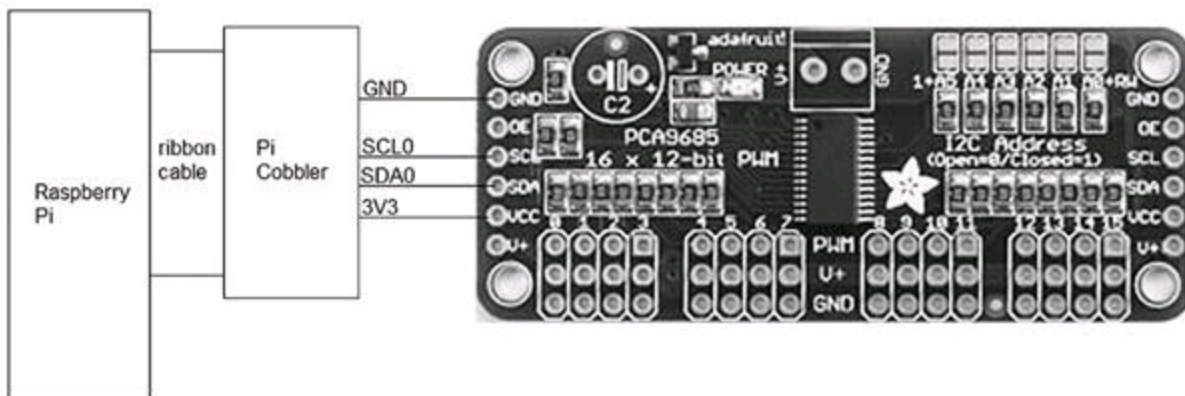 Raspberry
Pi
ribbon
cable
Pi
Cobbler
GND
SCL0
SDA0
3V3
GND
OE
SCL
SDA
VCC
V+
C2
+
adafruit!
POWER
V+
GND
PCA9685
16 x 12-bit PWM
1+A5 A4 A3 A2 A1 A0+RW
I2C Address
(Open=0/Closed=1)
GND
OE
SCL
SDA
VCC
V+
0 1 2 3 4 5 6 7 8 9 10 11 12 13 14 15
PWM
V+
GND